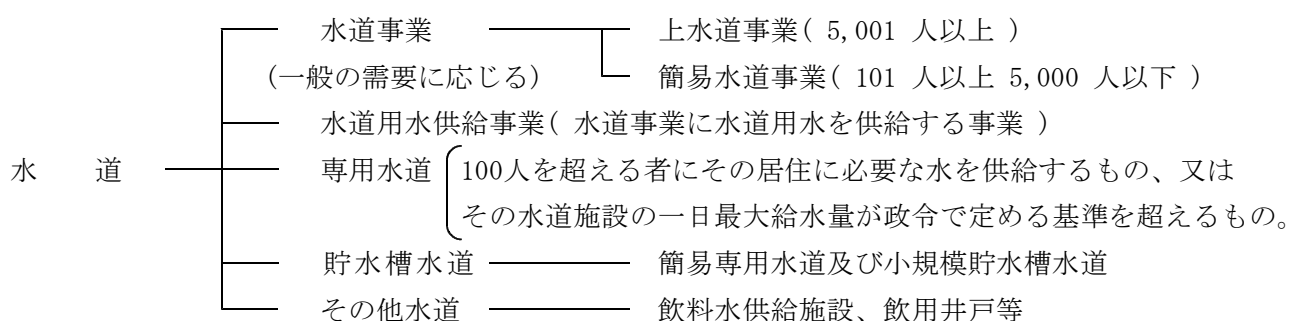 水道事業 上水道事業( 5,001 人以上 )
(一般の需要に応じる) 簡易水道事業( 101 人以上 5,000 人以下 )
水道用水供給事業( 水道事業に水道用水を供給する事業 )
水 道 専用水道 100人を超える者にその居住に必要な水を供給するもの、又は
その水道施設の一日最大給水量が政令で定める基準を超えるもの。
貯水槽水道 簡易専用水道及び小規模貯水槽水道
その他水道 飲料水供給施設、飲用井戸等